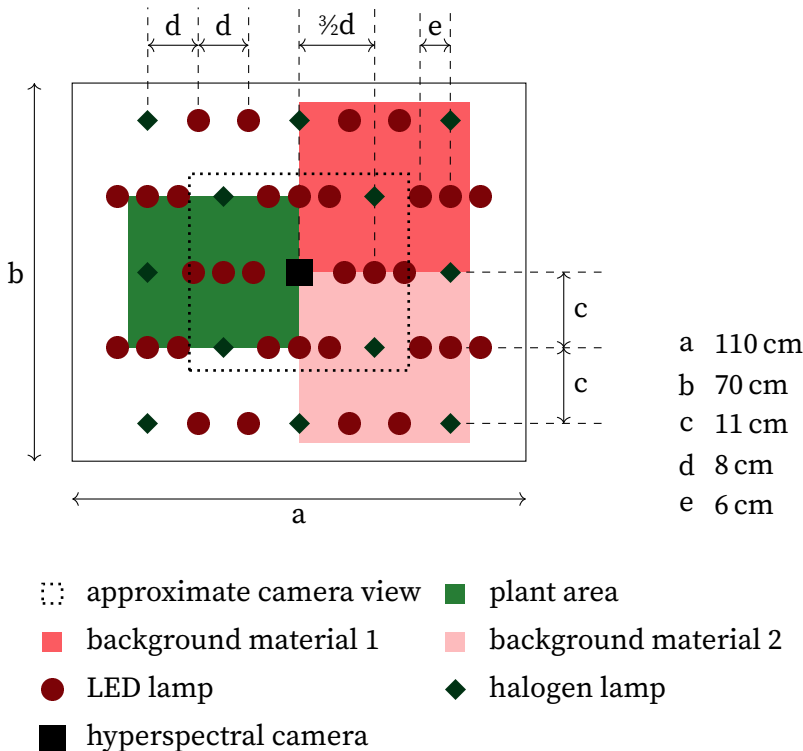 d d ³⁄₂d e
b
c
c
a 110 cm
b 70 cm
c 11 cm
d 8 cm
e 6 cm
a
approximate camera view plant area
background material 1 background material 2
LED lamp halogen lamp
hyperspectral camera